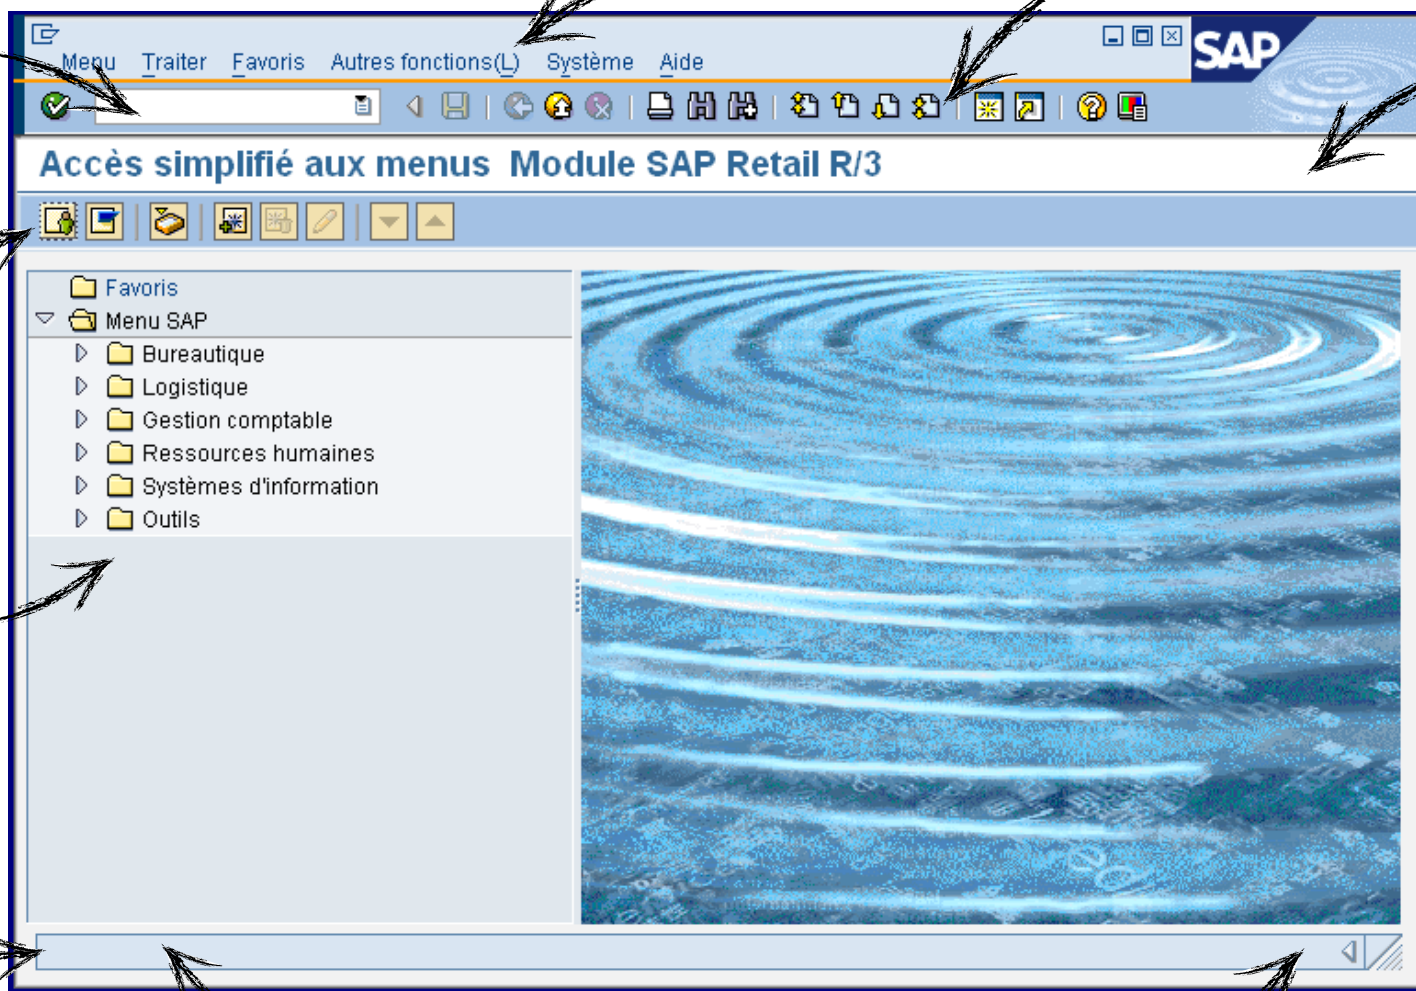 Menu Traiter Favoris Autres fonctions(L) Système Aide
SAP
Accès simplifié aux menus Module SAP Retail R/3
Favoris
Menu SAP
Bureautique
Logistique
Gestion comptable
Ressources humaines
Systèmes d'information
Outils